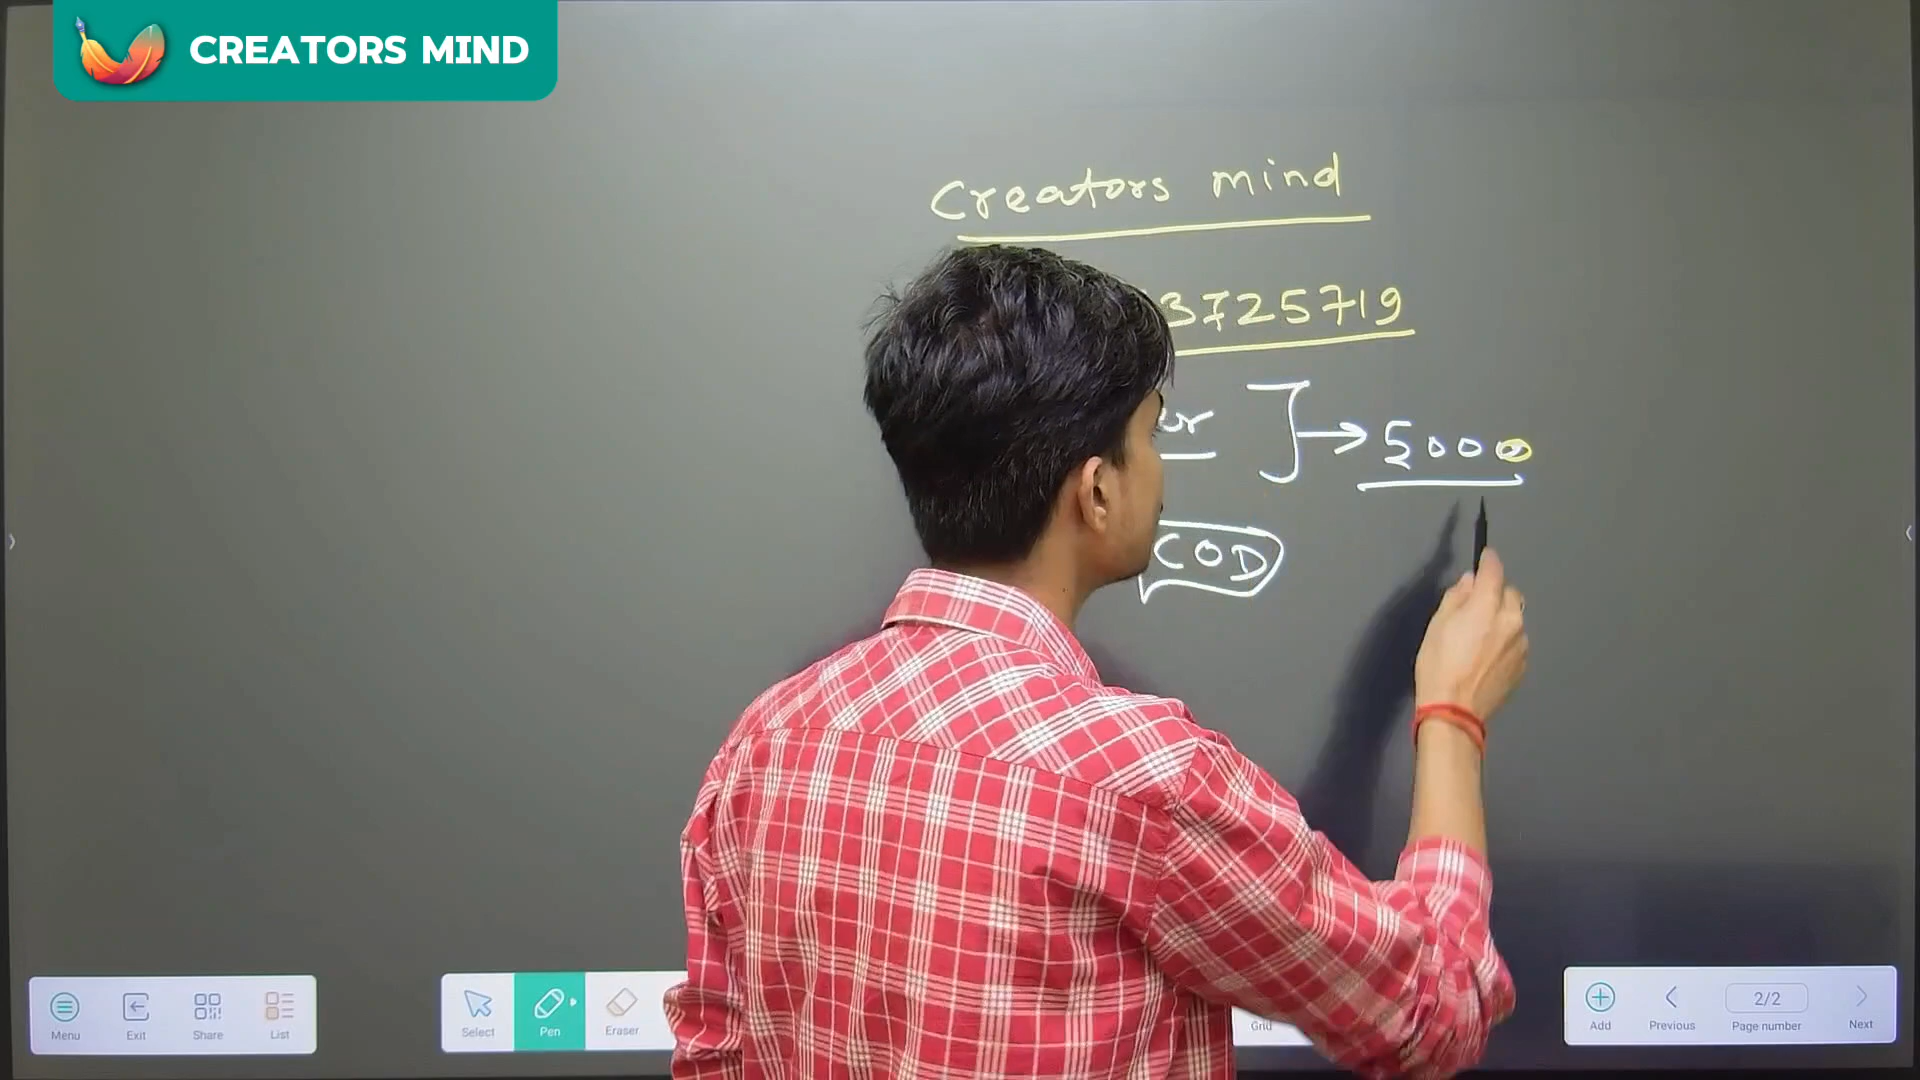 CREATORS MIND
Creators mind
3725719
5000
COD
Menu
Exit
Share
List
Select
Pen
Eraser
Grid
Add
Previous
2/2
Page number
Next